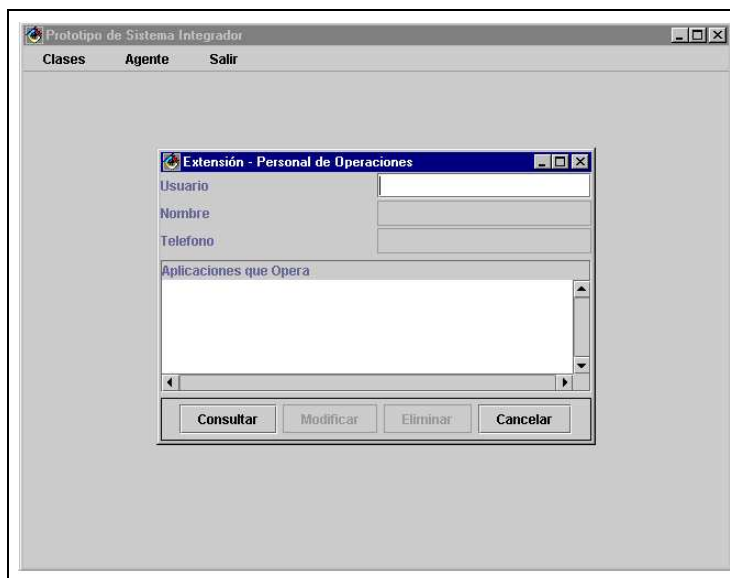 Prototipo de Sistema Integrador
Clases Agente Salir
Extensión - Personal de Operaciones
Usuario
Nombre
Telefono
Aplicaciones que Opera
Consultar Modificar Eliminar Cancelar